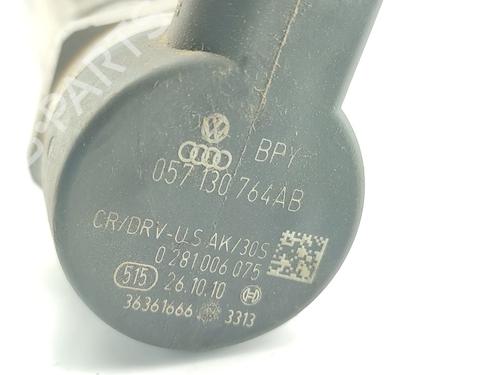 BPY
057 130 764AB
CR/DRV-U S AK/30S
0 281 006 075
515 26.10.10
36361666 3313